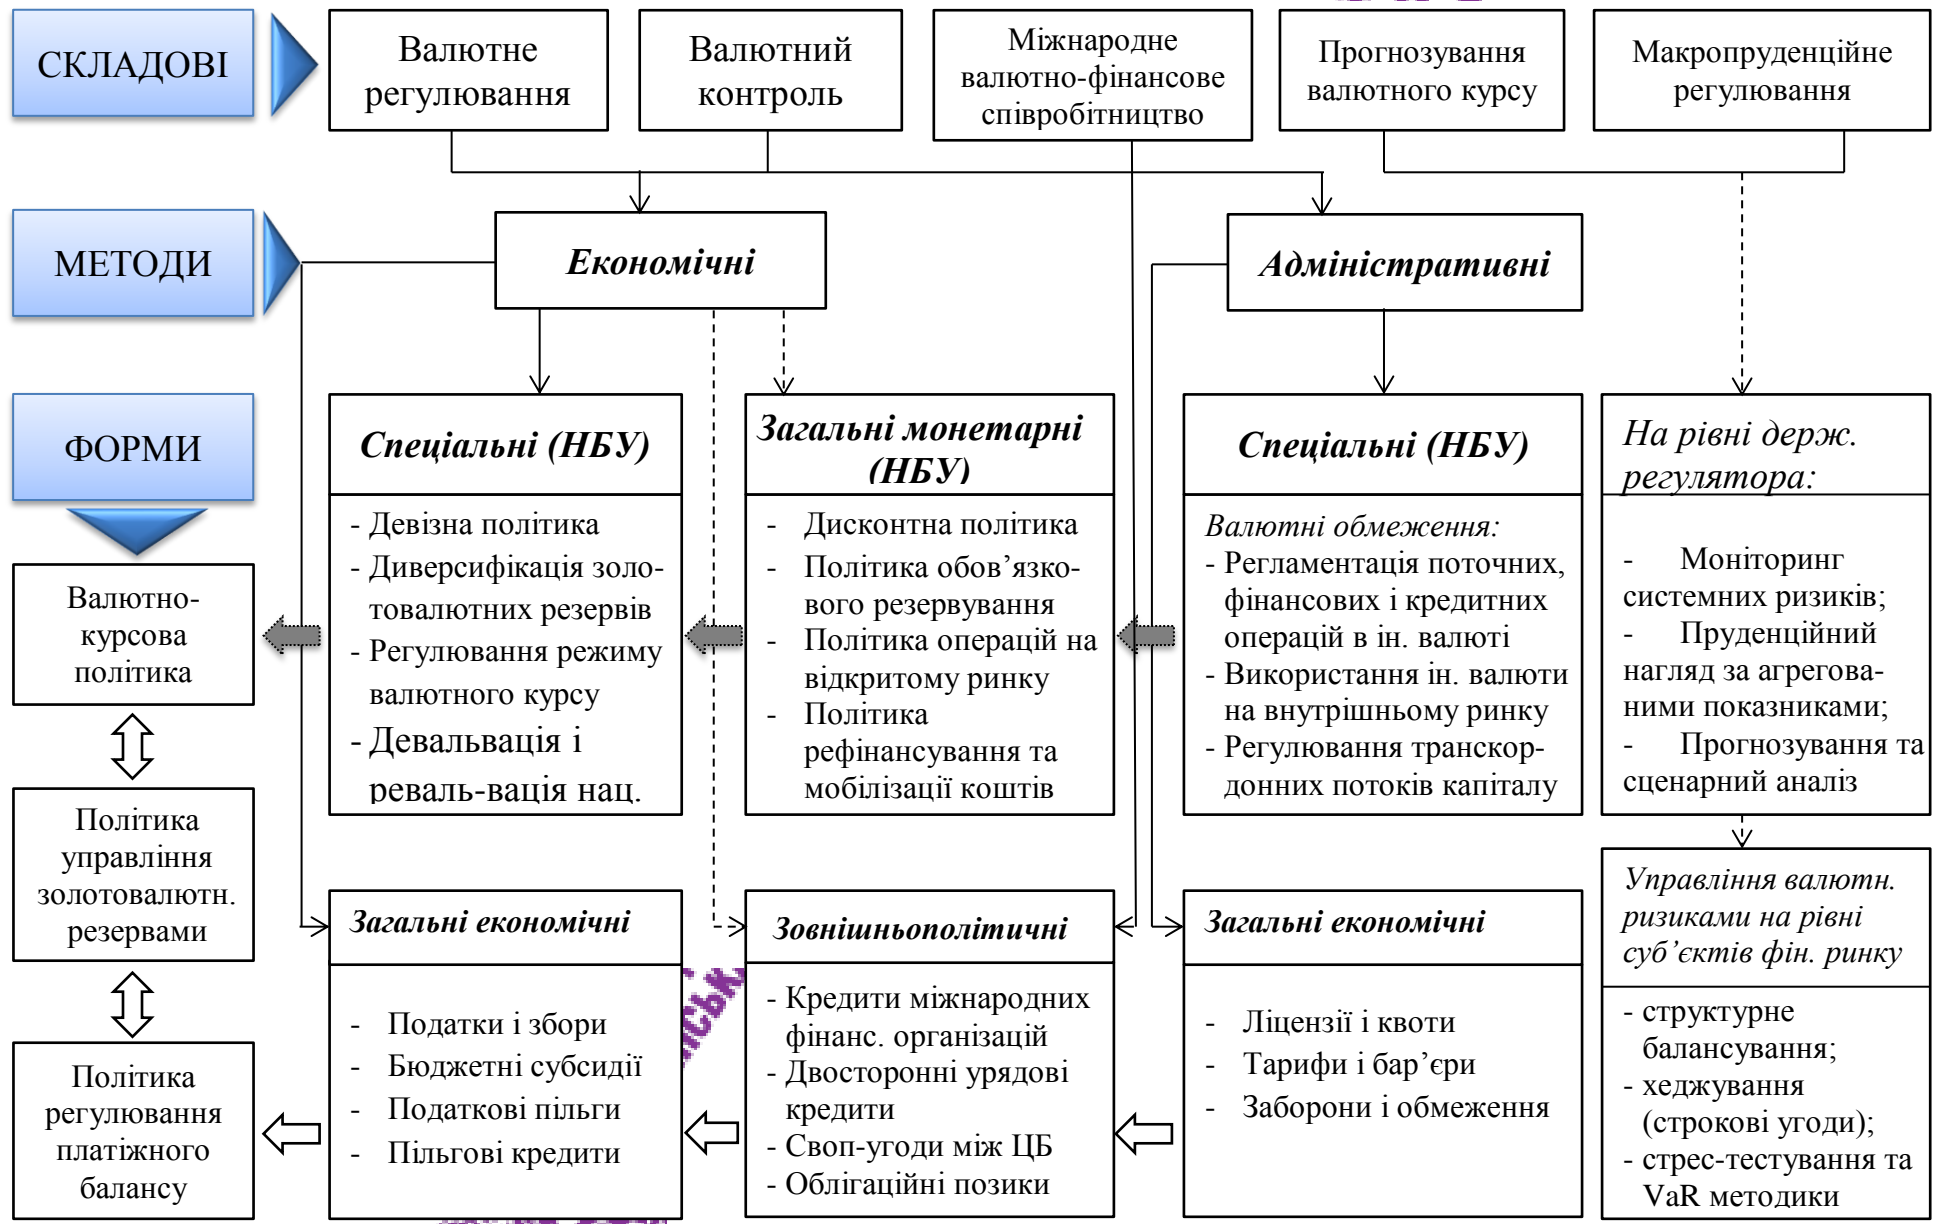 СКЛАДОВІ
Валютне
регулювання
Валютний
контроль
Міжнародне
валютно-фінансове
співробітництво
Прогнозування
валютного курсу
Макропруденційне
регулювання
МЕТОДИ
Економічні
Адміністративні
ФОРМИ
Спеціальні (НБУ)
- Девізна політика
- Диверсифікація золо-
товалютних резервів
- Регулювання режиму
валютного курсу
- Девальвація і
реваль-вація нац.
Загальні монетарні
(НБУ)
- Дисконтна політика
- Політика обов’язко-
вого резервування
- Політика операцій на
відкритому ринку
- Політика
рефінансування та
мобілізації коштів
Спеціальні (НБУ)
Валютні обмеження:
- Регламентація поточних,
фінансових і кредитних
операцій в ін. валюті
- Використання ін. валюти
на внутрішньому ринку
- Регулювання транскор-
донних потоків капіталу
На рівні держ.
регулятора:
- Моніторинг
системних ризиків;
- Пруденційний
нагляд за агрегова-
ними показниками;
- Прогнозування та
сценарний аналіз
Валютно-
курсова
політика
Політика
управління
золотовалютн.
резервами
Політика
регулювання
платіжного
балансу
Загальні економічні
- Податки і збори
- Бюджетні субсидії
- Податкові пільги
- Пільгові кредити
Зовнішньополітичні
- Кредити міжнародних
фінанс. організацій
- Двосторонні урядові
кредити
- Своп-угоди між ЦБ
- Облігаційні позики
Загальні економічні
- Ліцензії і квоти
- Тарифи і бар’єри
- Заборони і обмеження
Управління валютн.
ризиками на рівні
суб’єктів фін. ринку
- структурне
балансування;
- хеджування
(строкові угоди);
- стрес-тестування та
VaR методики